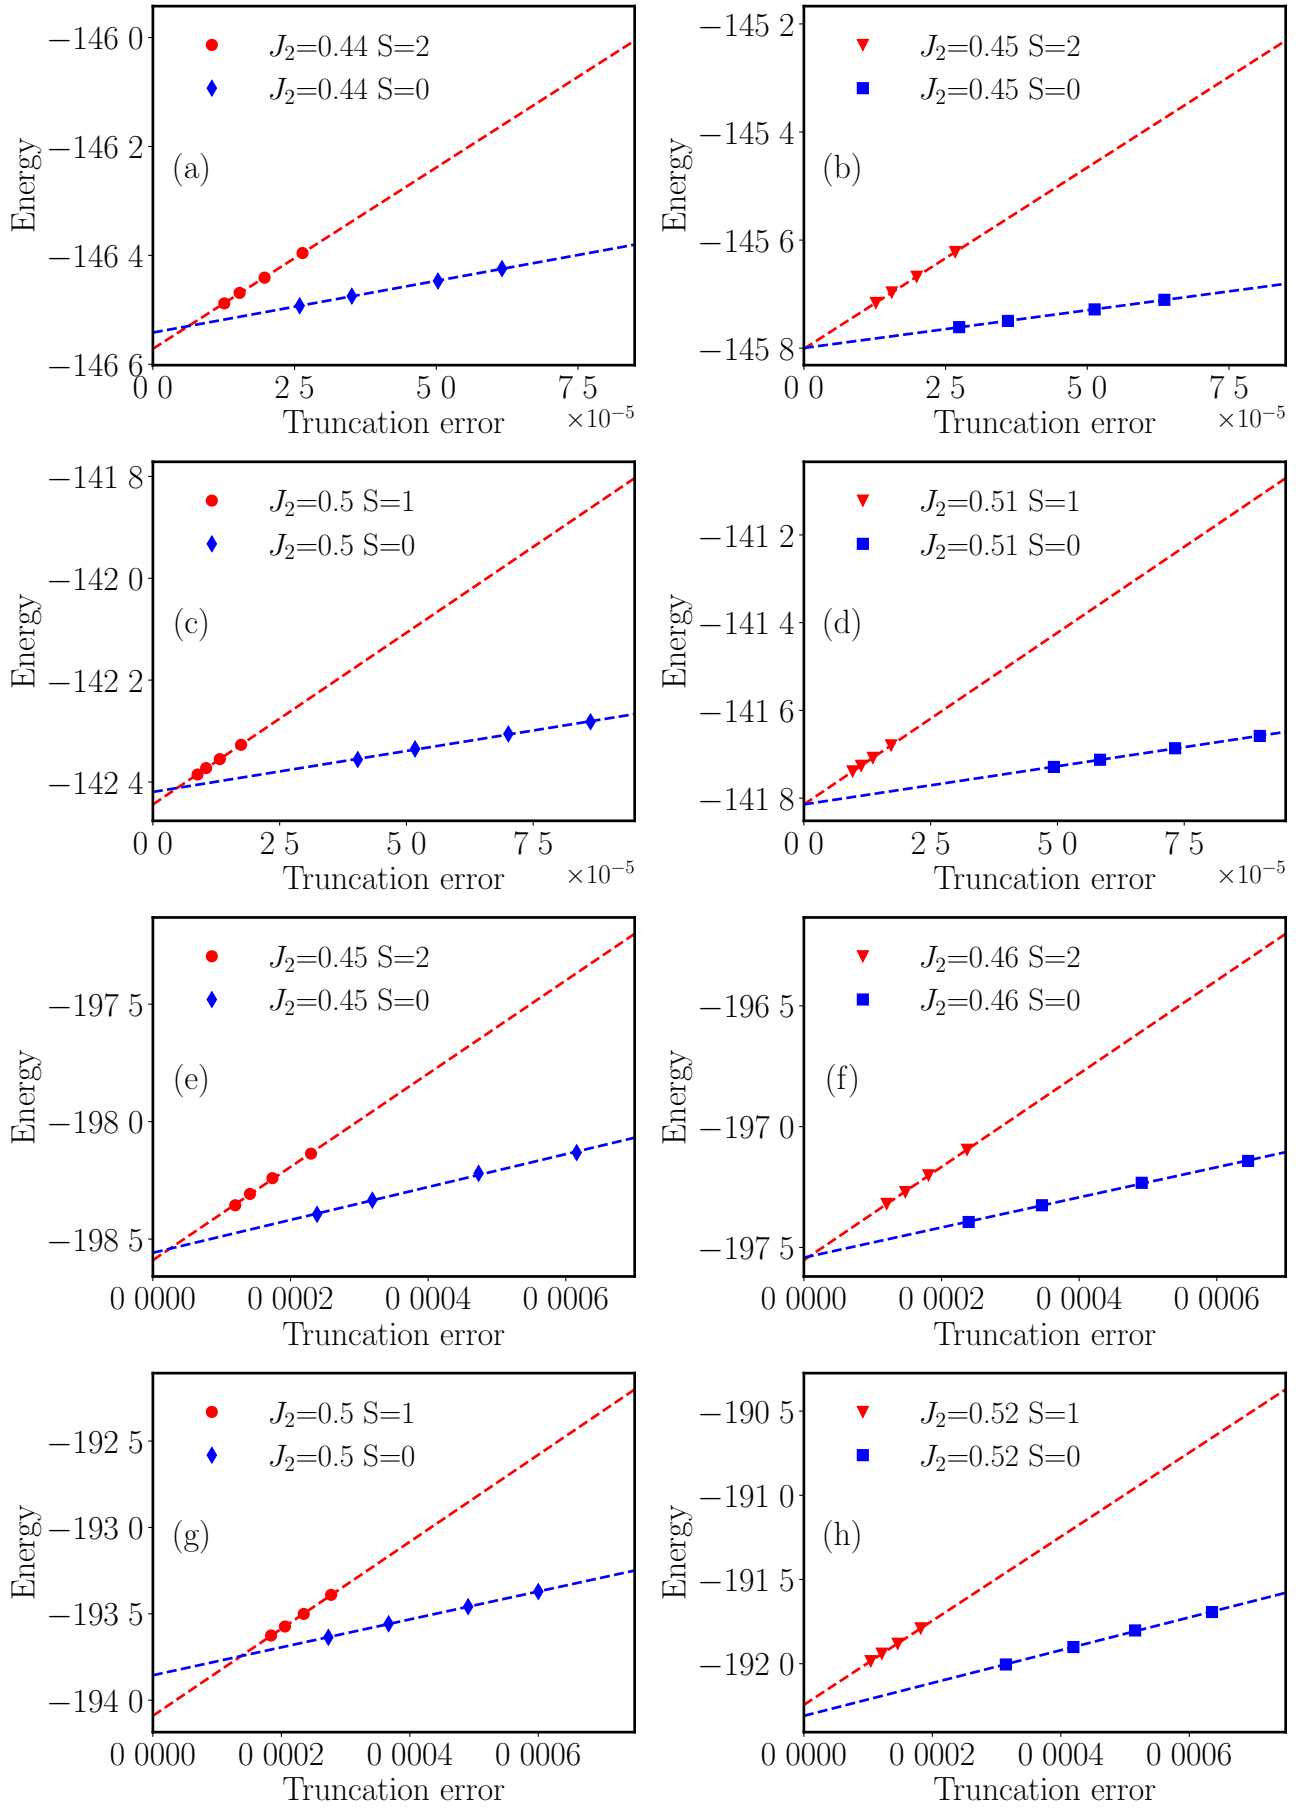 −146 0
−146 2
−146 4
−146 6
Energy
J2=0.44 S=2
J2=0.44 S=0
(a)
0 0 2 5 5 0 7 5
Truncation error ×10−5
−145 2
−145 4
−145 6
−145 8
Energy
J2=0.45 S=2
J2=0.45 S=0
(b)
0 0 2 5 5 0 7 5
Truncation error ×10−5
−141 8
−142 0
−142 2
−142 4
Energy
J2=0.5 S=1
J2=0.5 S=0
(c)
0 0 2 5 5 0 7 5
Truncation error ×10−5
−141 2
−141 4
−141 6
−141 8
Energy
J2=0.51 S=1
J2=0.51 S=0
(d)
0 0 2 5 5 0 7 5
Truncation error ×10−5
−197 5
−198 0
−198 5
Energy
J2=0.45 S=2
J2=0.45 S=0
(e)
0 0000 0 0002 0 0004 0 0006
Truncation error
−196 5
−197 0
−197 5
Energy
J2=0.46 S=2
J2=0.46 S=0
(f)
0 0000 0 0002 0 0004 0 0006
Truncation error
−192 5
−193 0
−193 5
−194 0
Energy
J2=0.5 S=1
J2=0.5 S=0
(g)
0 0000 0 0002 0 0004 0 0006
Truncation error
−190 5
−191 0
−191 5
−192 0
Energy
J2=0.52 S=1
J2=0.52 S=0
(h)
0 0000 0 0002 0 0004 0 0006
Truncation error